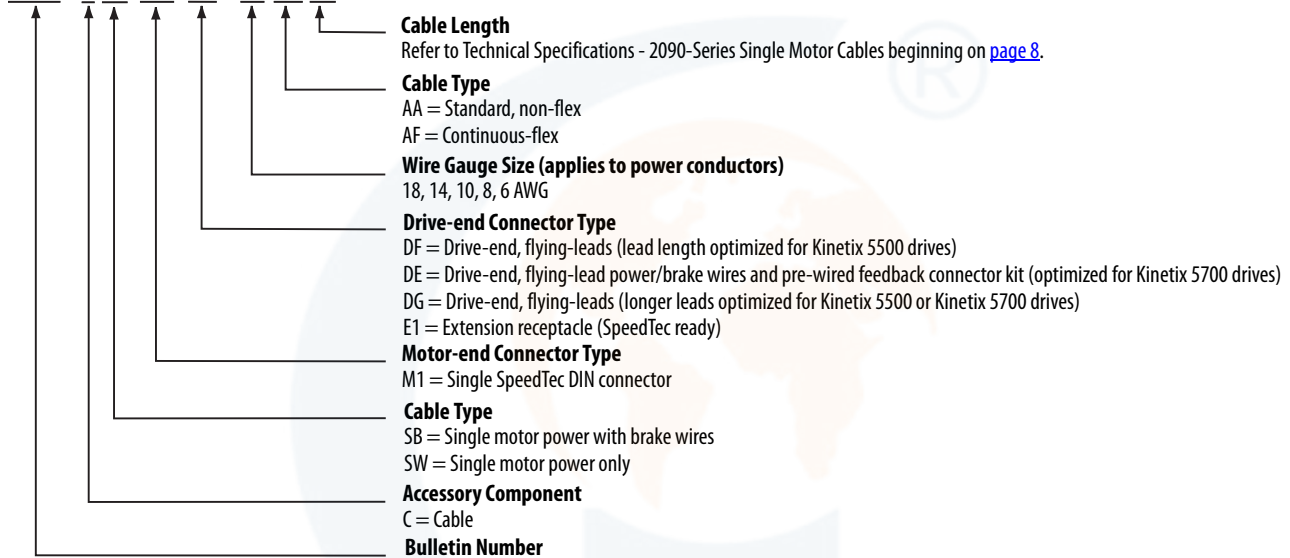 Cable Length
Refer to Technical Specifications - 2090-Series Single Motor Cables beginning on page 8.
Cable Type
AA = Standard, non-flex
AF = Continuous-flex
Wire Gauge Size (applies to power conductors)
18, 14, 10, 8, 6 AWG
Drive-end Connector Type
DF = Drive-end, flying-leads (lead length optimized for Kinetix 5500 drives)
DE = Drive-end, flying-lead power/brake wires and pre-wired feedback connector kit (optimized for Kinetix 5700 drives)
DG = Drive-end, flying-leads (longer leads optimized for Kinetix 5500 or Kinetix 5700 drives)
E1 = Extension receptacle (SpeedTec ready)
Motor-end Connector Type
M1 = Single SpeedTec DIN connector
Cable Type
SB = Single motor power with brake wires
SW = Single motor power only
Accessory Component
C = Cable
Bulletin Number
®